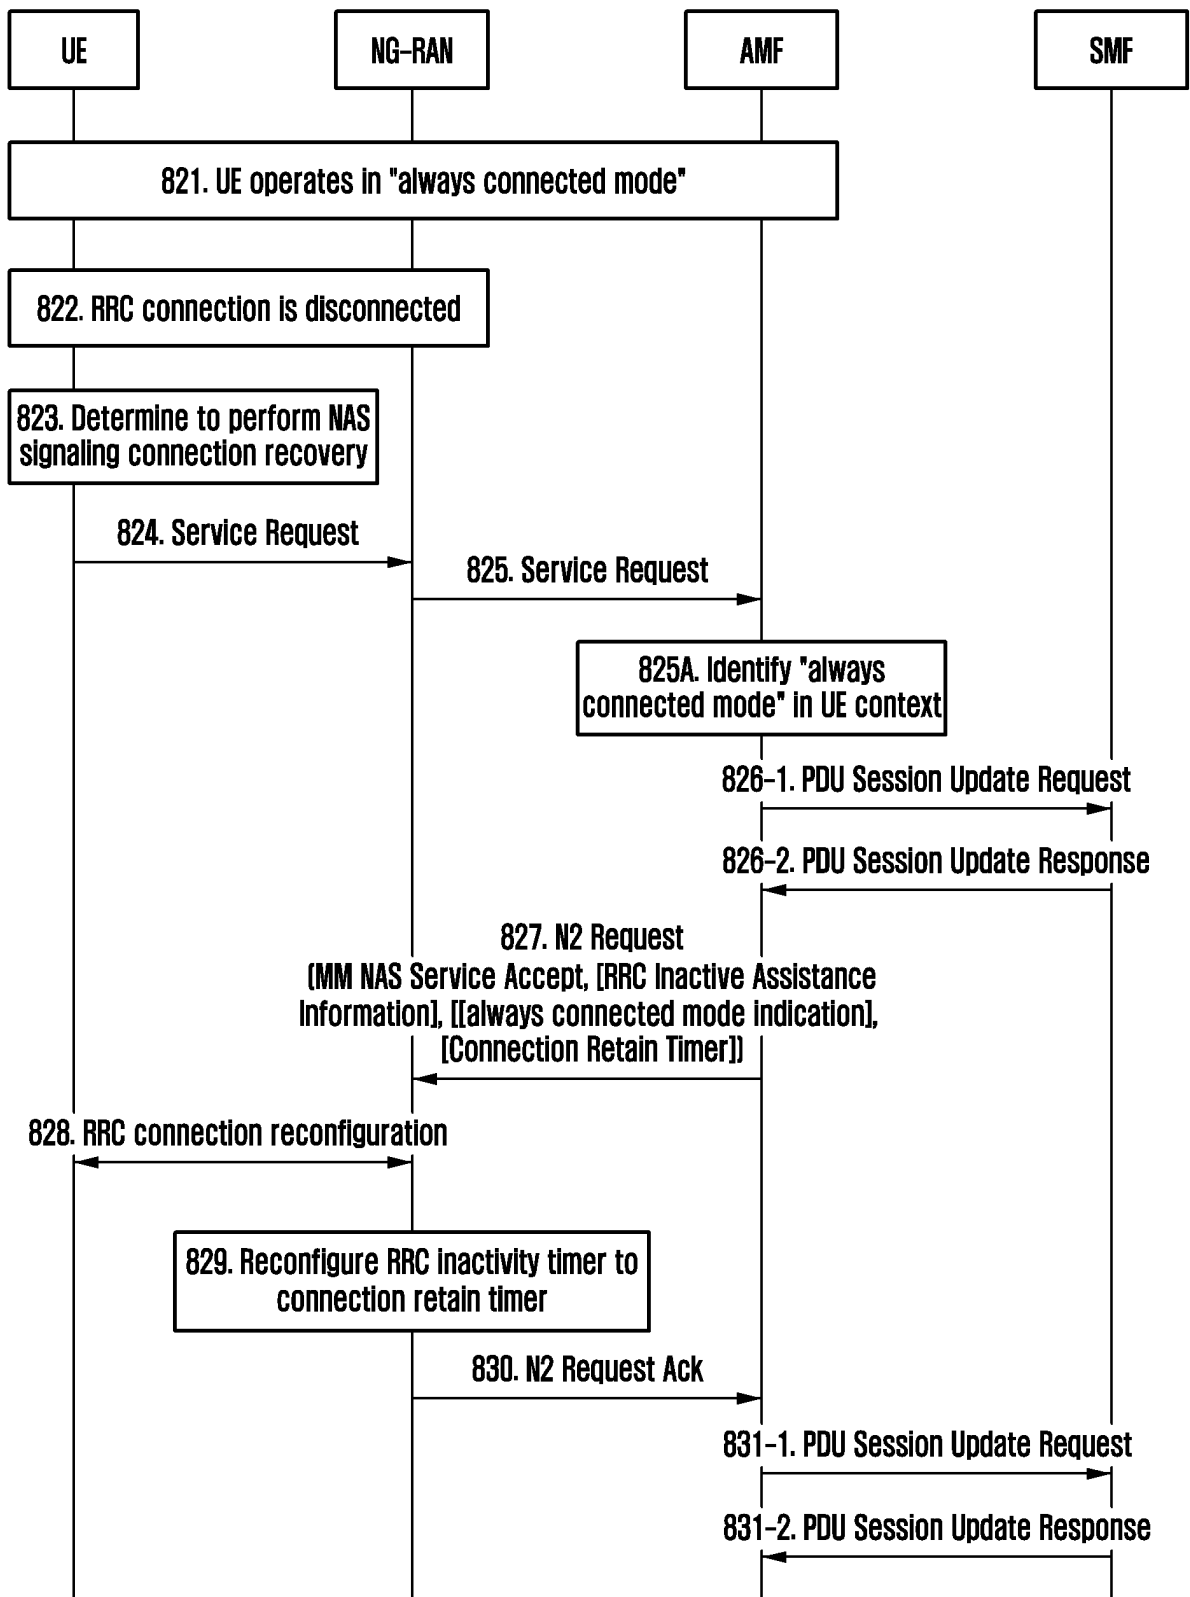 UE
NG-RAN
AMF
SMF
821. UE operates in "always connected mode"
822. RRC connection is disconnected
823. Determine to perform NAS
signaling connection recovery
824. Service Request
825. Service Request
825A. Identify "always
connected mode" in UE context
826-1. PDU Session Update Request
826-2. PDU Session Update Response
827. N2 Request
(MM NAS Service Accept, [RRC Inactive Assistance
Information], [[always connected mode indication],
[Connection Retain Timer]])
828. RRC connection reconfiguration
829. Reconfigure RRC inactivity timer to
connection retain timer
830. N2 Request Ack
831-1. PDU Session Update Request
831-2. PDU Session Update Response